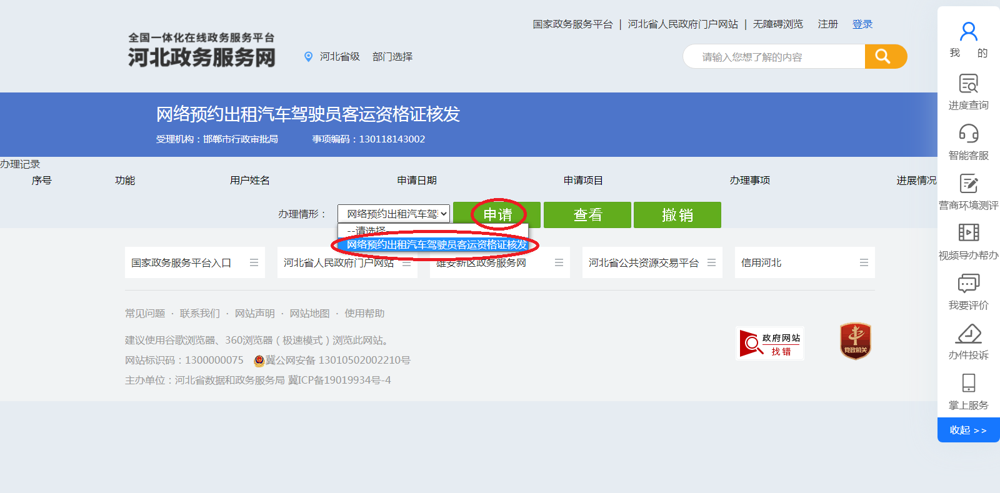 国家政务服务平台 | 河北省人民政府门户网站 | 无障碍浏览 注册 登录
全国一体化在线政务服务平台
河北政务服务网
河北省级 部门选择
请输入您想了解的内容
网络预约出租汽车驾驶员客运资格证核发
受理机构：邯郸市行政审批局 事项编码：130118143002
办理记录
序号 功能 用户姓名 申请日期 申请项目 办理事项 进展情况
办理情形： 网络预约出租汽车驾 申请 查看 撤销
--请选择-
网络预约出租汽车驾驶员客运资格证核发
国家政务服务平台入口 河北省人民政府门户网站 雄安新区政务服务网 河北省公共资源交易平台 信用河北
常见问题 · 联系我们 · 网站声明 · 网站地图 · 使用帮助
建议使用谷歌浏览器、360浏览器（极速模式）浏览此网站。
网站标识码：1300000075 冀公网安备 13010502002210号
主办单位：河北省数据和政务服务局 冀ICP备19019934号-4
政府网站
找错
党政机关
我 的
进度查询
智能客服
营商环境测评
视频导办帮办
我要评价
办件投诉
掌上服务
收起 >>